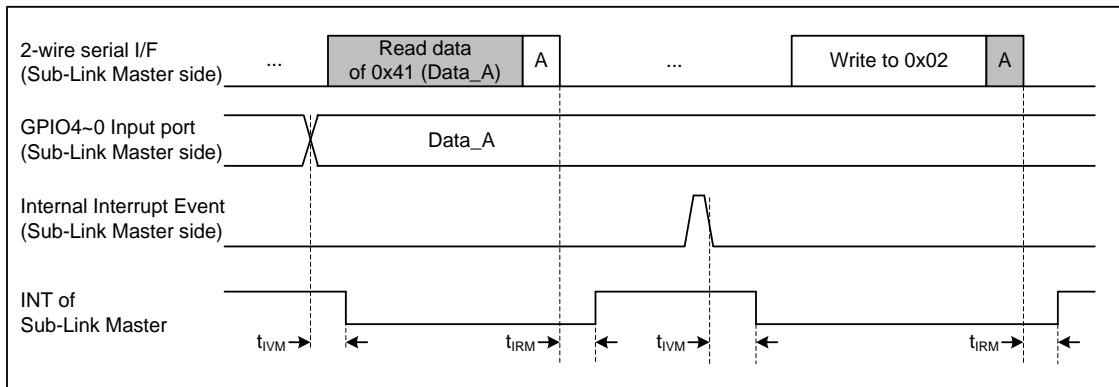 2-wire serial I/F
(Sub-Link Master side)
...
Read data
of 0x41 (Data_A)
A
...
Write to 0x02
A
GPIO4~0 Input port
(Sub-Link Master side)
Data_A
Internal Interrupt Event
(Sub-Link Master side)
INT of
Sub-Link Master
tIVM
tIRM
tIVM
tIRM